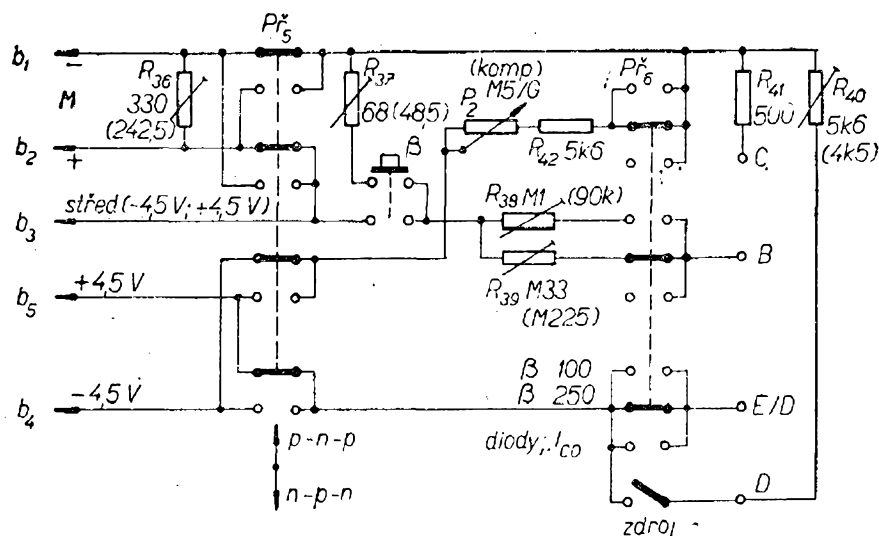 Př5
b1
−
M
R36
330
(242,5)
b2
+
R37
68(48,5)
β
(komp)
M5/G
P2
R42 5k6
Př6
R41
500
C
R40
5k6
(4k5)
střed (−4,5 V; +4,5 V)
b3
R38 M1 (90k)
R39 M33
(M225)
B
+4,5 V
b5
−4,5 V
b4
β 100
β 250
E/D
diody; ICO
D
zdroj
p-n-p
n-p-n